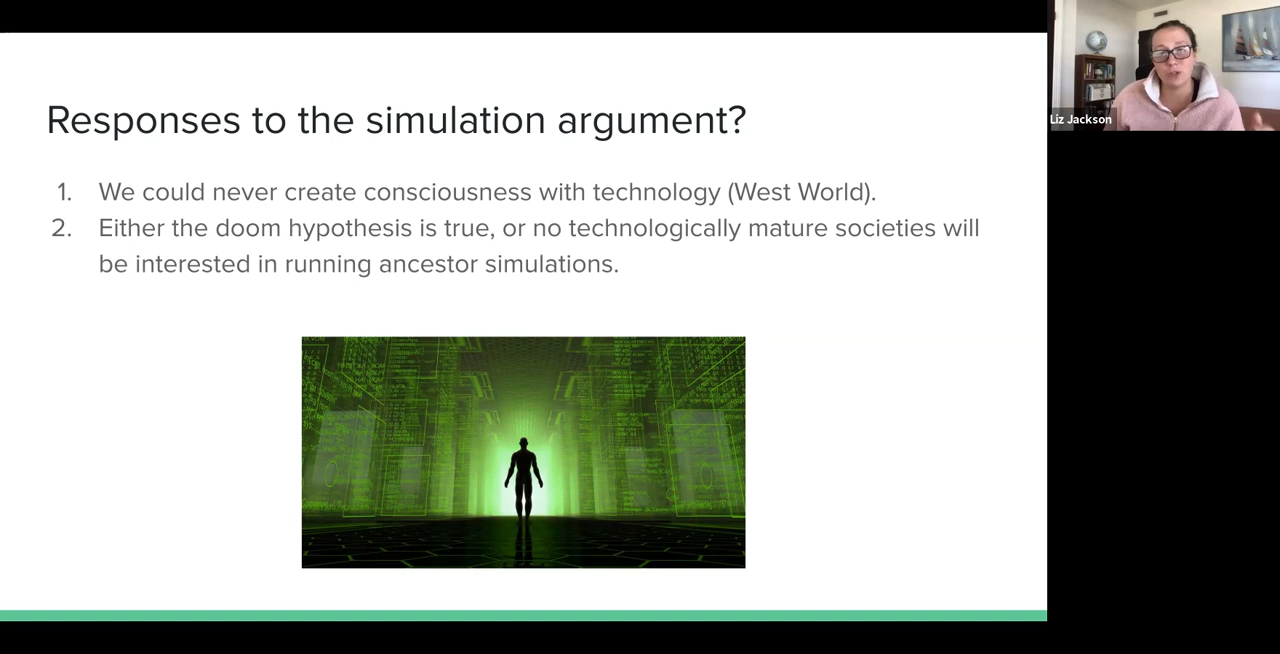 Responses to the simulation argument?
1. We could never create consciousness with technology (West World).
2. Either the doom hypothesis is true, or no technologically mature societies will
be interested in running ancestor simulations.
Liz Jackson